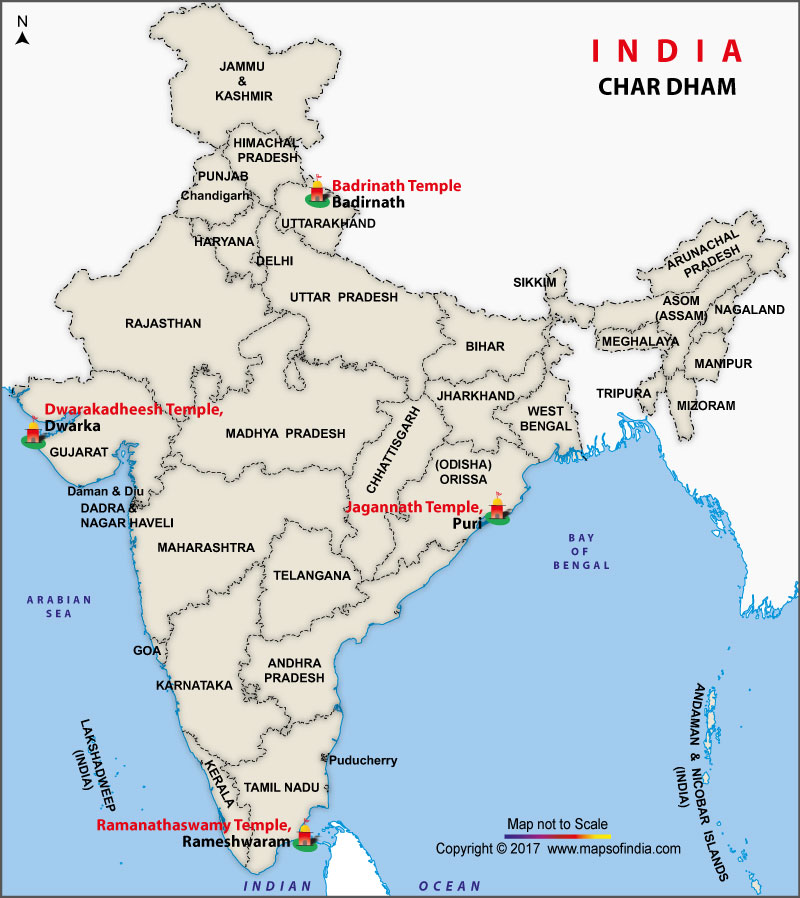 N
INDIA
CHAR DHAM
JAMMU
&
KASHMIR
HIMACHAL
PRADESH
PUNJAB
Chandigarh
Badrinath Temple
Badirnath
UTTARAKHAND
HARYANA
DELHI
ARUNACHAL
PRADESH
SIKKIM
UTTAR PRADESH
ASOM
(ASSAM)
NAGALAND
RAJASTHAN
BIHAR
MEGHALAYA
MANIPUR
JHARKHAND
TRIPURA
MIZORAM
Dwarakadheesh Temple,
Dwarka
GUJARAT
MADHYA PRADESH
CHHATTISGARH
WEST
BENGAL
(ODISHA)
ORISSA
Daman & Diu
DADRA &
NAGAR HAVELI
Jagannath Temple,
Puri
MAHARASHTRA
BAY
OF
BENGAL
TELANGANA
ARABIAN
SEA
GOA
KARNATAKA
ANDHRA
PRADESH
LAKSHADWEEP
(INDIA)
Puducherry
KERALA
TAMIL NADU
ANDAMAN & NICOBAR ISLANDS
(INDIA)
Ramanathaswamy Temple,
Rameshwaram
Map not to Scale
Copyright © 2017 www.mapsofindia.com
INDIAN OCEAN